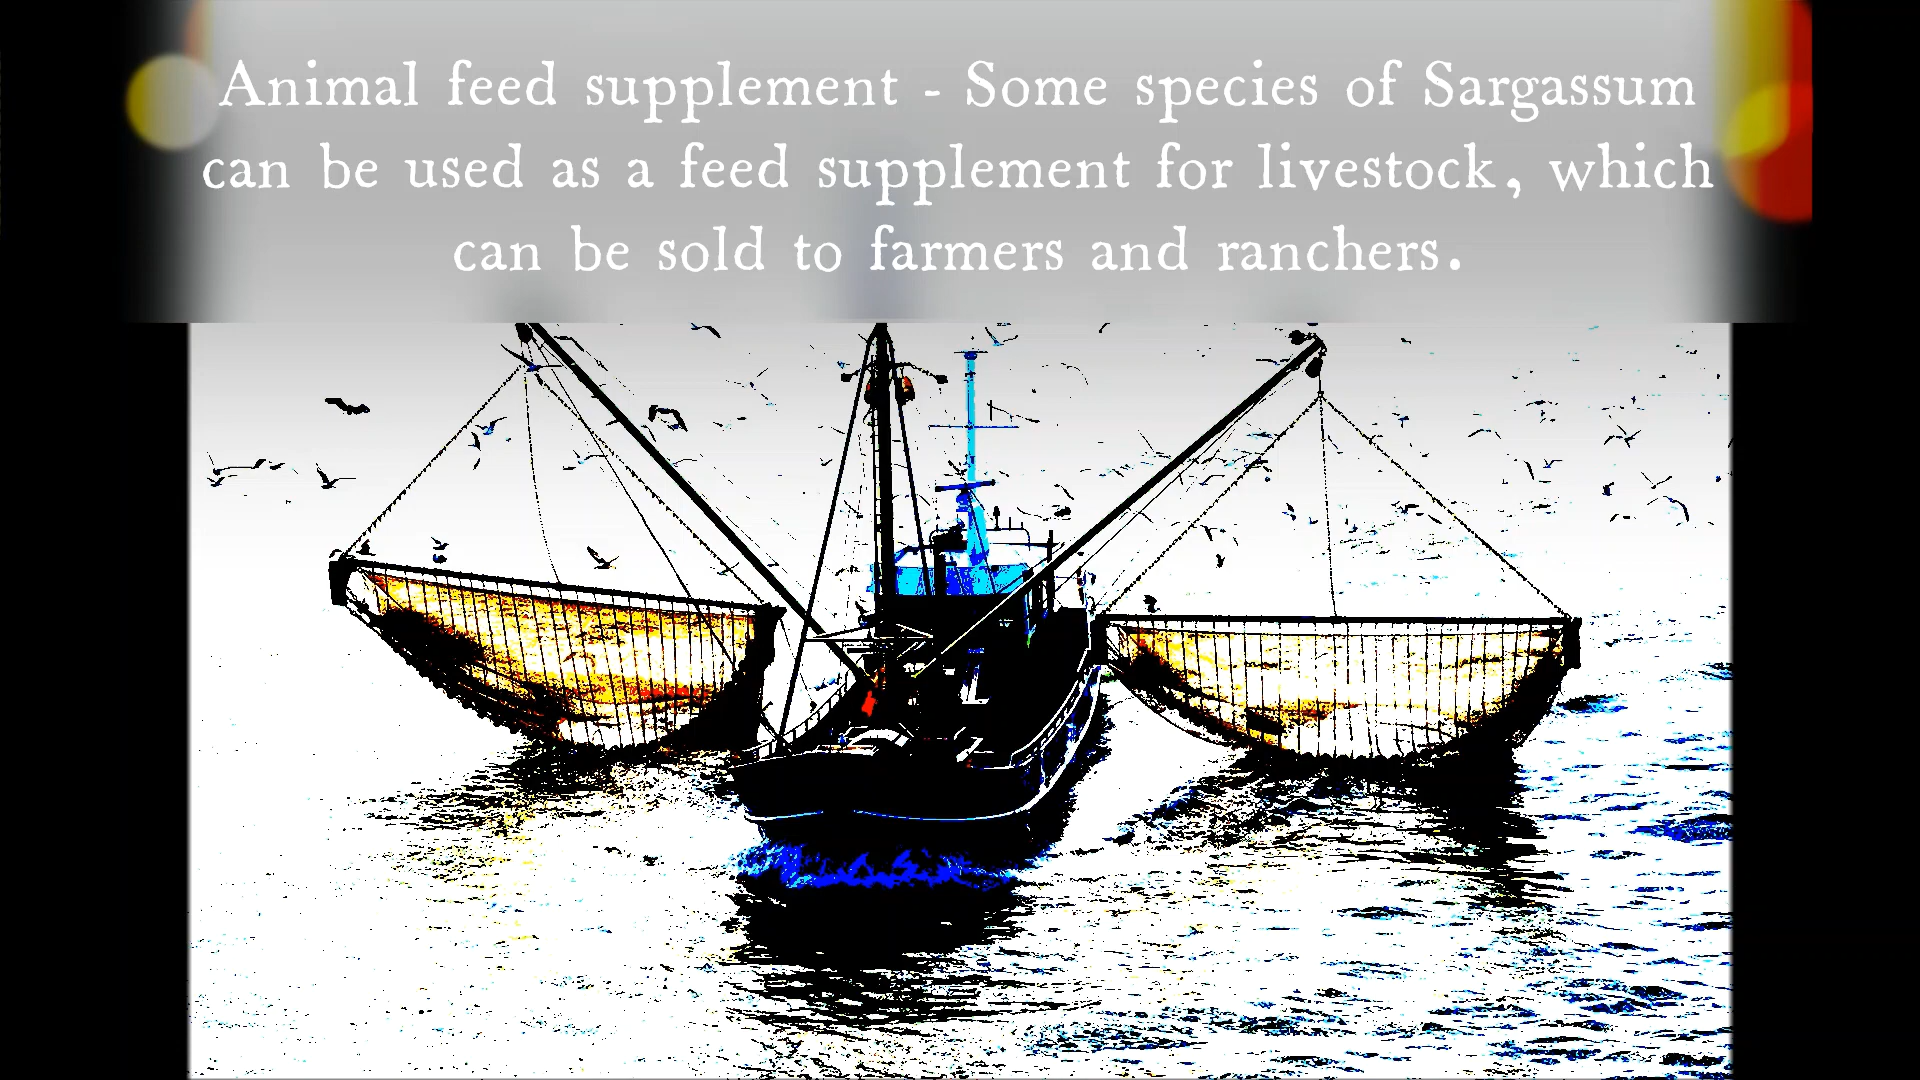 Animal feed supplement - Some species of Sargassum
can be used as a feed supplement for livestock, which
can be sold to farmers and ranchers.